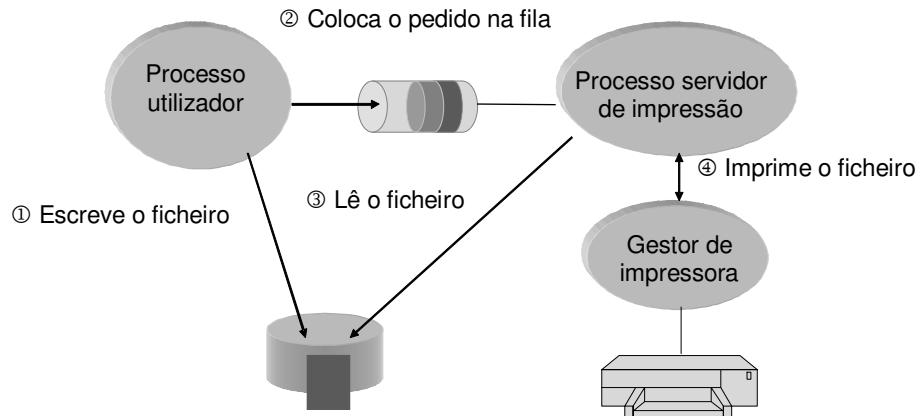 ② Coloca o pedido na fila
Processo
utilizador
Processo servidor
de impressão
① Escreve o ficheiro
③ Lê o ficheiro
④ Imprime o ficheiro
Gestor de
impressora